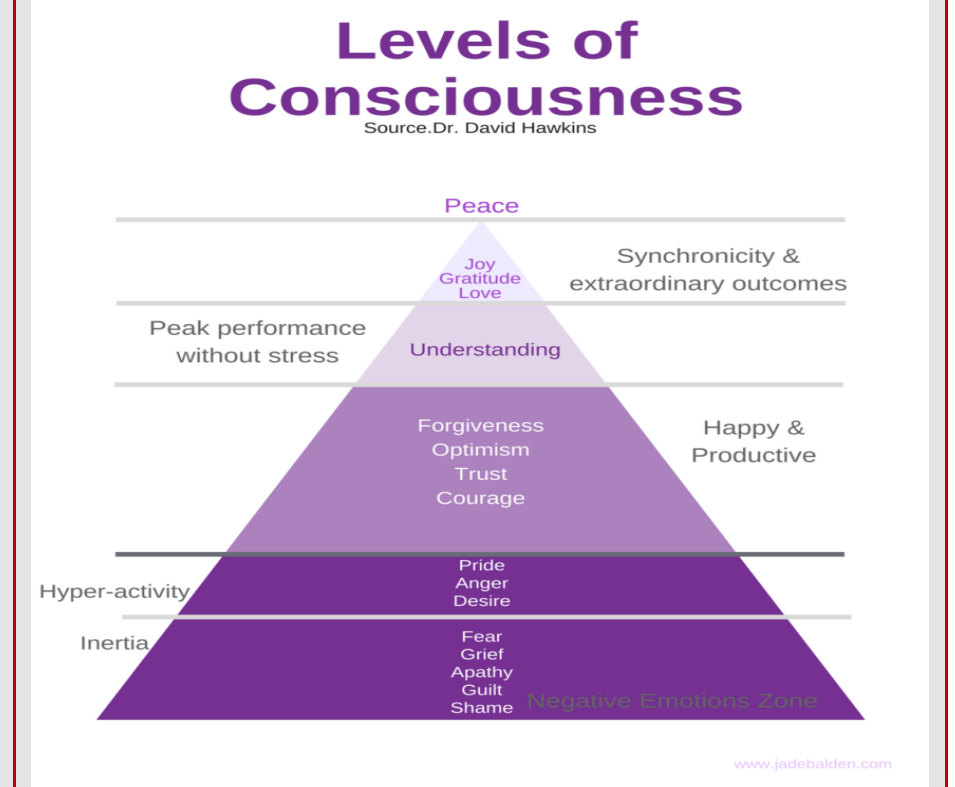 Levels of
Consciousness
Source.Dr. David Hawkins
Peace
Joy
Gratitude
Love
Synchronicity &
extraordinary outcomes
Peak performance
without stress
Understanding
Forgiveness
Optimism
Trust
Courage
Happy &
Productive
Pride
Anger
Desire
Hyper-activity
Inertia
Fear
Grief
Apathy
Guilt
Shame
Negative Emotions Zone
www.jadebalden.com